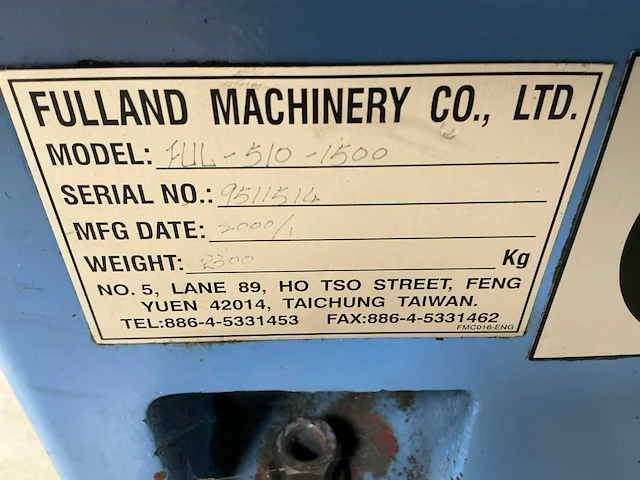 FULLAND MACHINERY CO., LTD.
MODEL: FUL-510-1500
SERIAL NO.: 9511514
MFG DATE: 2000/1
WEIGHT: 2300 Kg
NO. 5, LANE 89, HO TSO STREET, FENG
YUEN 42014, TAICHUNG TAIWAN.
TEL:886-4-5331453 FAX:886-4-5331462
FMC016-ENG